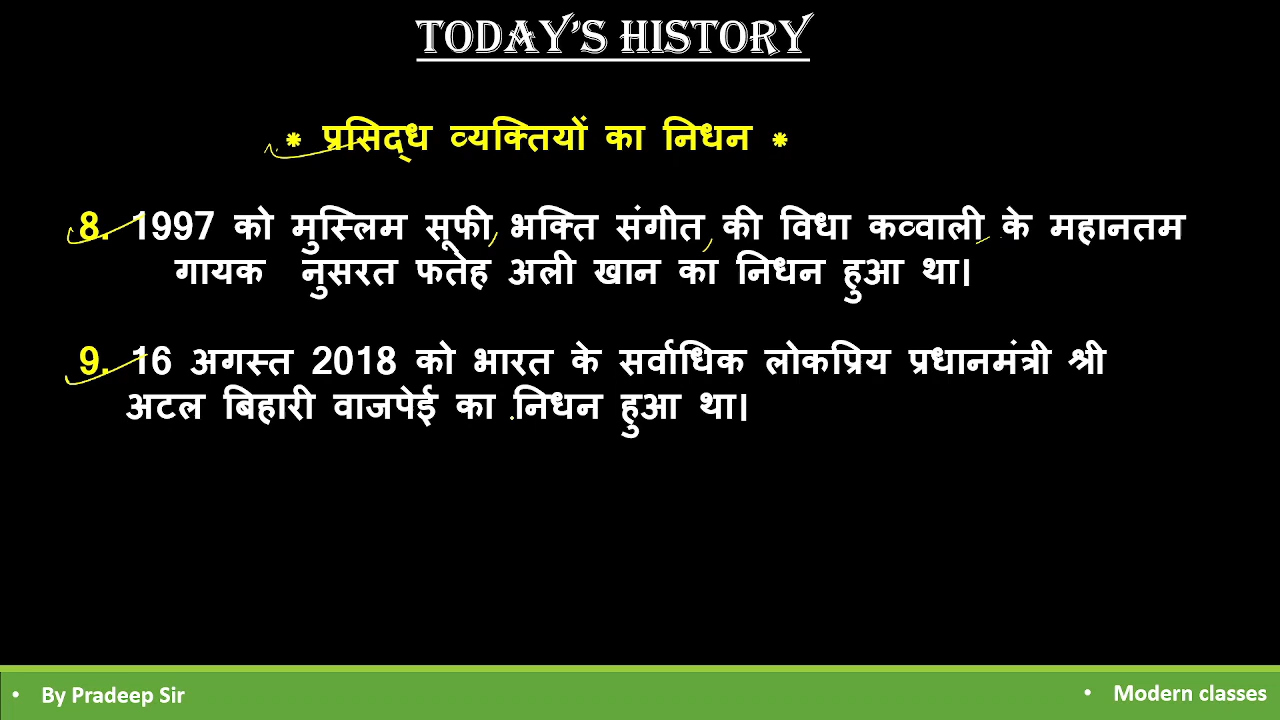 TODAY'S HISTORY
* प्रसिद्ध व्यक्तियों का निधन *
8. 1997 को मुस्लिम सूफी भक्ति संगीत की विधा कव्वाली के महानतम
गायक नुसरत फतेह अली खान का निधन हुआ था।
9. 16 अगस्त 2018 को भारत के सर्वाधिक लोकप्रिय प्रधानमंत्री श्री
अटल बिहारी वाजपेई का निधन हुआ था।
• By Pradeep Sir
• Modern classes